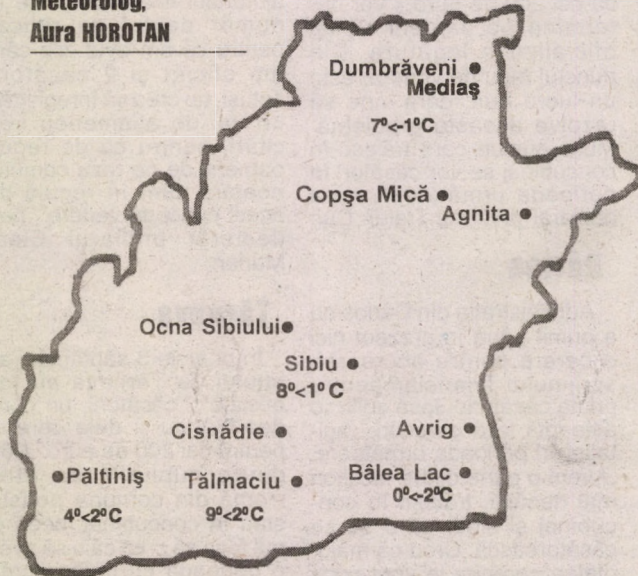 Meteorolog,
Aura HOROTAN
Dumbrăveni
Mediaş
7°<-1°C
Copşa Mică
Agnita
Ocna Sibiului
Sibiu
8°<1°C
Cisnădie
Avrig
Păltiniş
Tălmaciu
Bâlea Lac
0°<-2°C
4°<2°C
9°<2°C